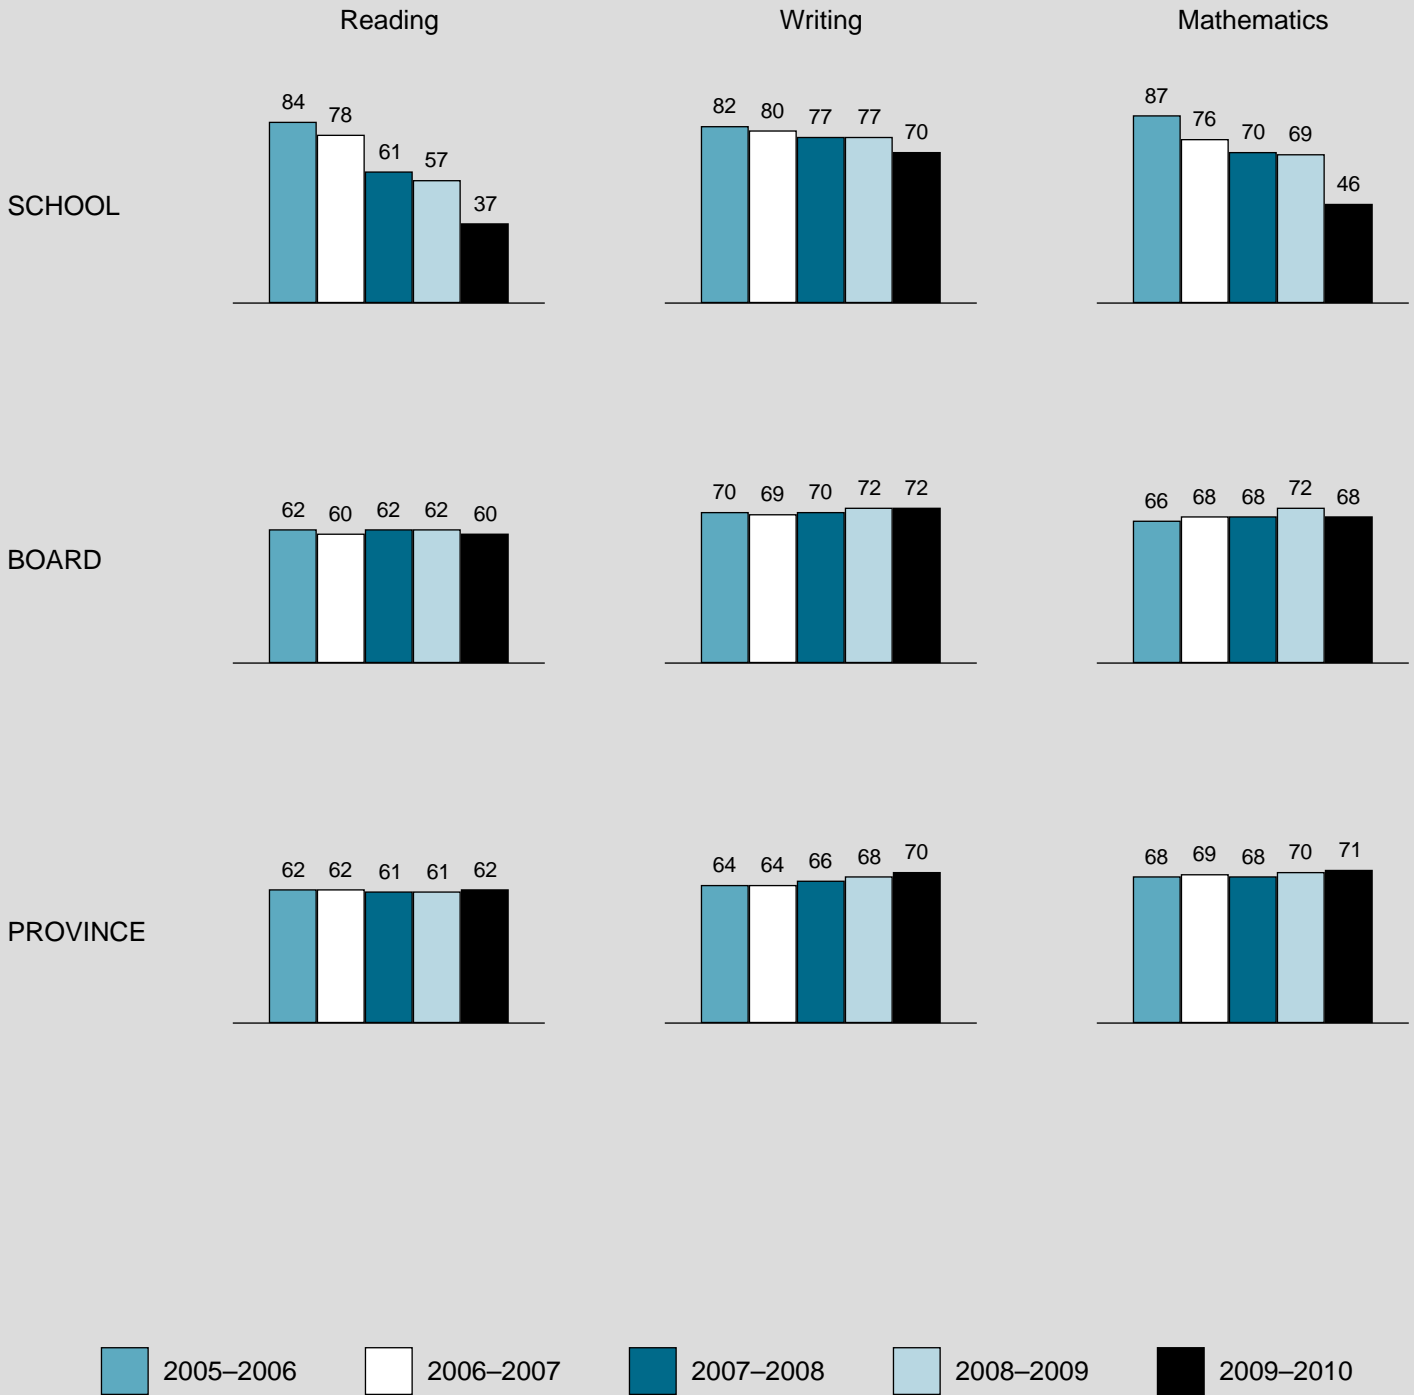 Reading Writing Mathematics
SCHOOL
84 78 61 57 37
82 80 77 77 70
87 76 70 69 46
BOARD
62 60 62 62 60
70 69 70 72 72
66 68 68 72 68
PROVINCE
62 62 61 61 62
64 64 66 68 70
68 69 68 70 71
2005–2006 2006–2007 2007–2008 2008–2009 2009–2010